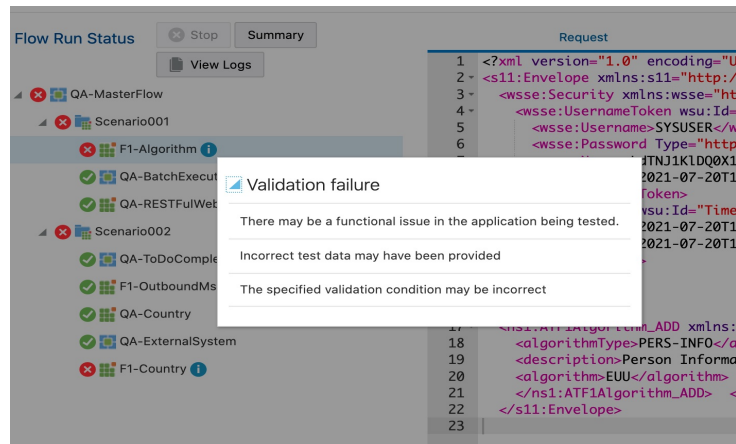 Flow Run Status
Stop
Summary
View Logs
QA-MasterFlow
Scenario001
F1-Algorithm
QA-BatchExecut
QA-RESTFulWeb
Scenario002
QA-ToDoComple
F1-OutboundMs
QA-Country
QA-ExternalSystem
F1-Country
Validation failure
There may be a functional issue in the application being tested.
Incorrect test data may have been provided
The specified validation condition may be incorrect
Request
1 <?xml version="1.0" encoding="U
2 <s11:Envelope xmlns:s11="http:/
3 <wsse:Security xmlns:wsse="ht
4 <wsse:UsernameToken wsu:Id=
5 <wsse:Username>SYSUSER</w
6 <wsse:Password Type="http
2021-07-20T1
Token>
wsu:Id="Time
2021-07-20T1
2021-07-20T1
>
17 <ns1:ATF1Algorithm_ADD xmlns:
18 <algorithmType>PERS-INFO</a
19 <description>Person Informa
20 <algorithm>EUU</algorithm>
21 </ns1:ATF1Algorithm_ADD> <
22 </s11:Envelope>
23